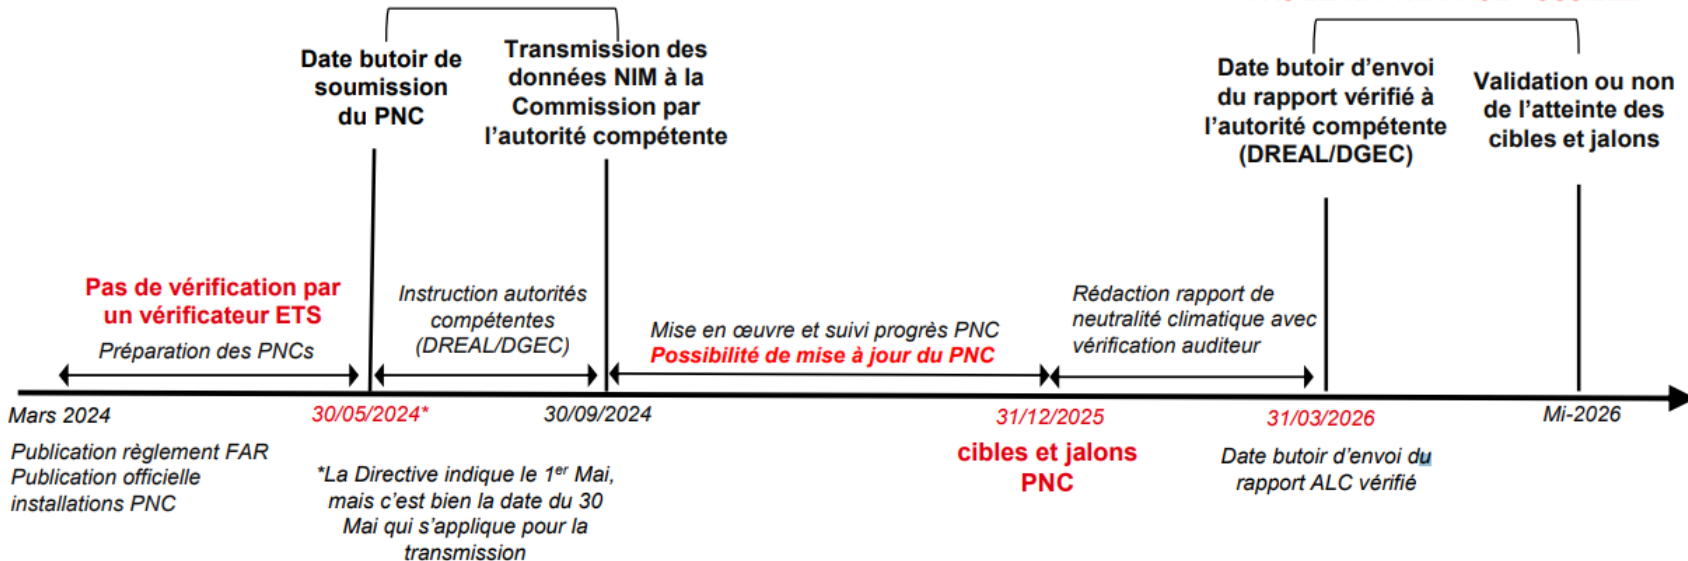 Date butoir de
soumission
du PNC
Transmission des
données NIM à la
Commission par
l'autorité compétente
Date butoir d'envoi
du rapport vérifié à
l'autorité compétente
(DREAL/DGEC)
Validation ou non
de l'atteinte des
cibles et jalons
Pas de vérification par
un vérificateur ETS
Préparation des PNCs
Instruction autorités
compétentes
(DREAL/DGEC)
Mise en œuvre et suivi progrès PNC
Possibilité de mise à jour du PNC
Rédaction rapport de
neutralité climatique avec
vérification auditeur
Mars 2024
30/05/2024*
30/09/2024
31/12/2025
31/03/2026
Mi-2026
Publication règlement FAR
Publication officielle
installations PNC
*La Directive indique le 1er Mai,
mais c'est bien la date du 30
Mai qui s'applique pour la
transmission
cibles et jalons
PNC
Date butoir d'envoi du
rapport ALC vérifié